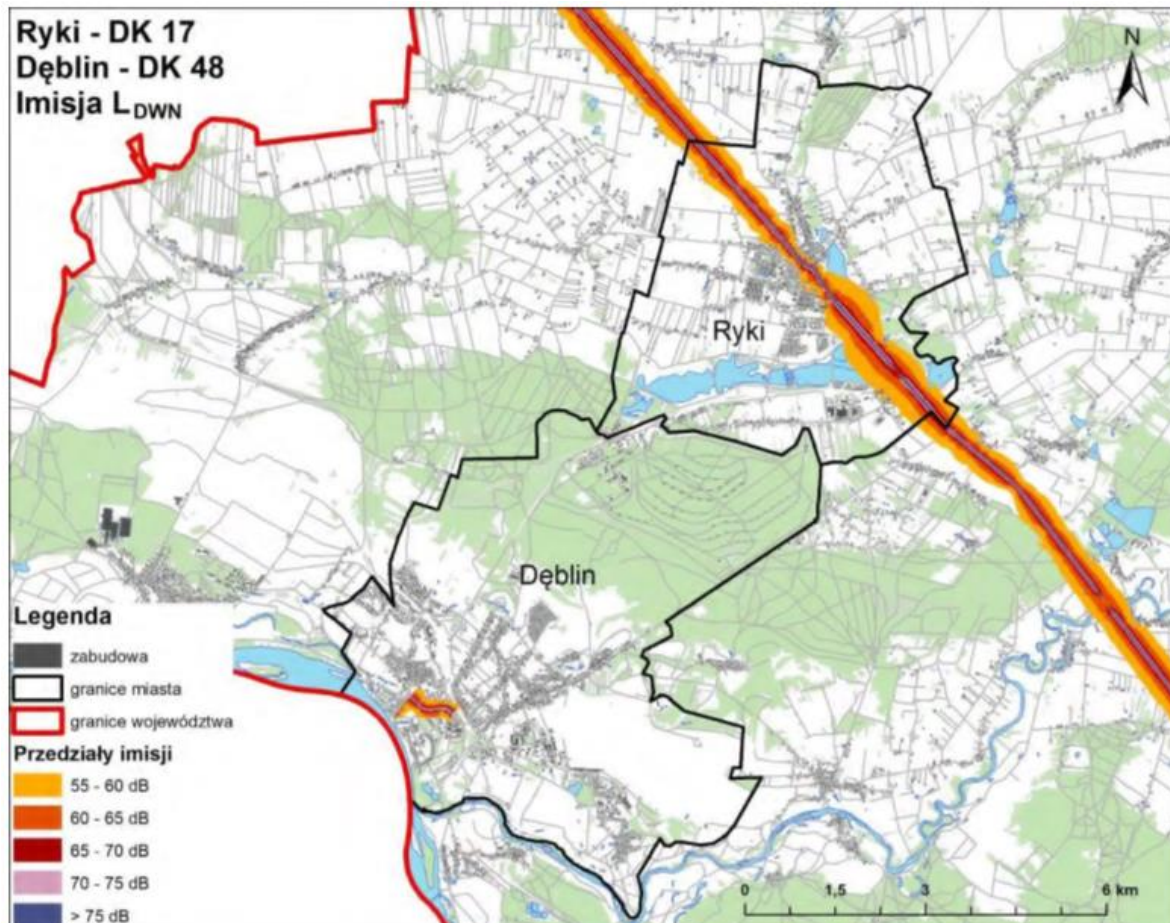 Ryki - DK 17
Dęblin - DK 48
Imisja LDWN
N
Ryki
Dęblin
Legenda
zabudowa
granice miasta
granice województwa
Przedziały imisji
55 - 60 dB
60 - 65 dB
65 - 70 dB
70 - 75 dB
> 75 dB
0 1,5 3 6 km